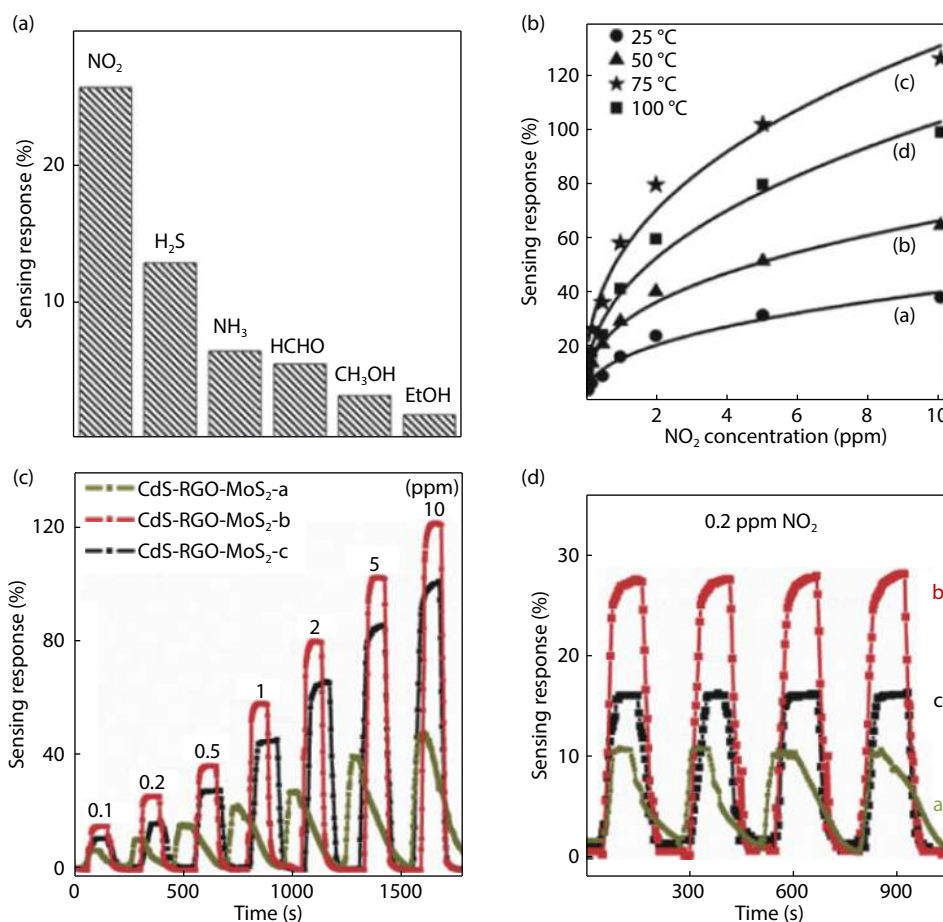 (a)
Sensing response (%)
20
10
NO₂
H₂S
NH₃
HCHO
CH₃OH
EtOH
(b)
Sensing response (%)
120
100
80
60
40
20
25 °C
50 °C
75 °C
100 °C
(c)
(d)
(b)
(a)
0
2
4
6
8
10
NO₂ concentration (ppm)
(c)
Sensing response (%)
120
80
40
0
CdS-RGO-MoS₂-a
CdS-RGO-MoS₂-b
CdS-RGO-MoS₂-c
(ppm)
10
5
2
1
0.5
0.2
0.1
0
500
1000
1500
Time (s)
(d)
Sensing response (%)
30
20
10
0
0.2 ppm NO₂
b
c
a
300
600
900
Time (s)